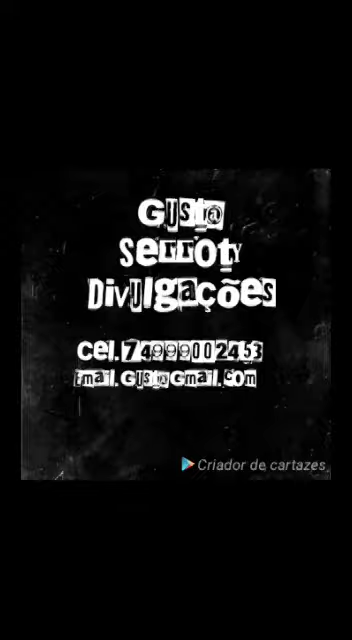 Gust@
Serroty
Divulgações
cel.74999002453
Email.Gust@Gmail.com
Criador de cartazes